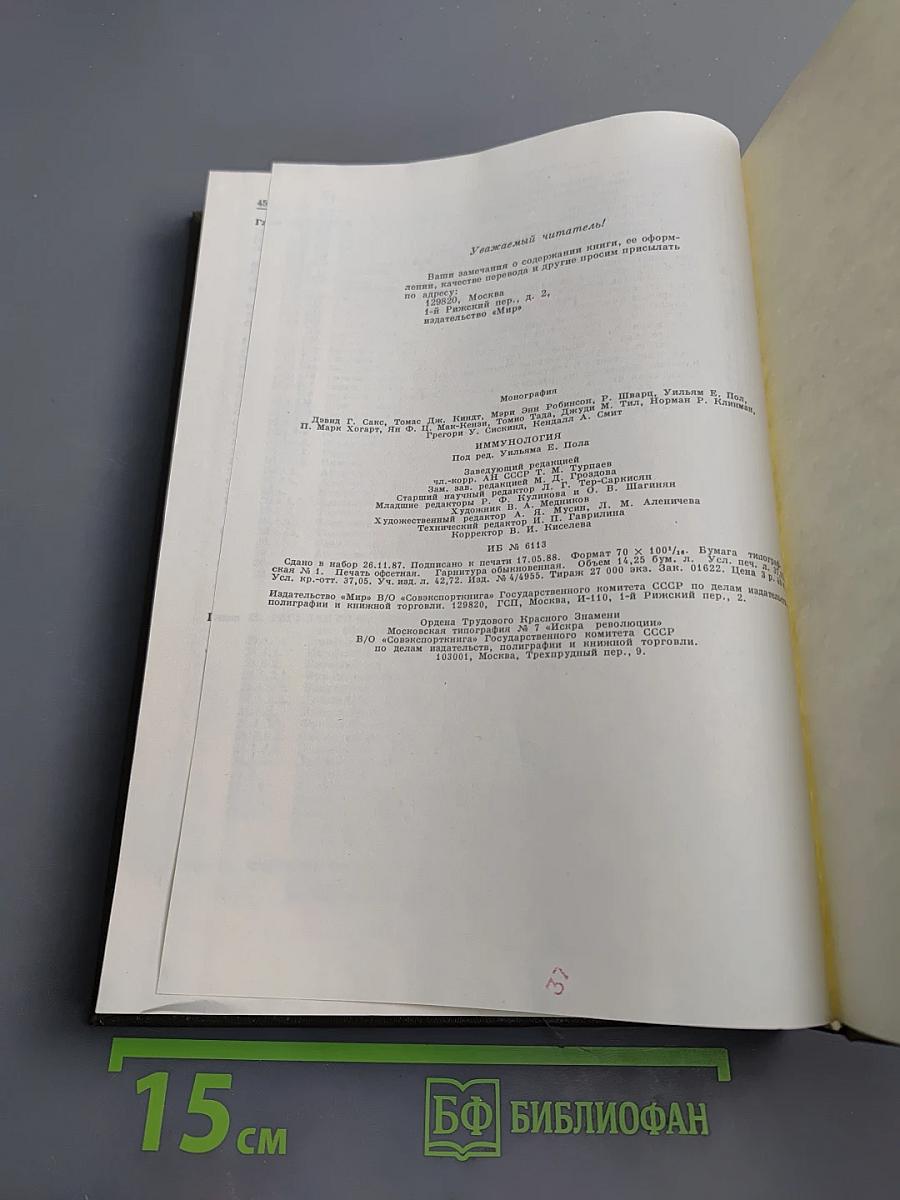 45
Гл
Уважаемый читатель!
Ваши замечания о содержании книги, ее оформ-
лении, качестве перевода и другие просим присылать
по адресу:
129820, Москва
1-й Рижский пер., д. 2,
издательство «Мир»
Монография
Дэвид Г. Сакс, Томас Дж. Киндт, Мэри Энн Робинсон, Р. Шварц, Уильям Е. Пол,
П. Марк Хогарт, Ян Ф. Ц. Мак-Кензи, Томио Тада, Джуди М. Тил, Норман Р. Клинман,
Грегори У. Сискинд, Кендалл А. Смит
ИММУНОЛОГИЯ
Под ред. Уильяма Е. Пола
Заведующий редакцией
чл.-корр. АН СССР Т. М. Турпаев
Зам. зав. редакцией М. Д. Гроздова
Старший научный редактор Л. Г. Тер-Саркисян
Младшие редакторы Р. Ф. Куликова и О. В. Шагинян
Художник В. А. Медников
Художественный редактор А. Я. Мусин, Л. М. Аленичева
Технический редактор И. П. Гаврилина
Корректор В. И. Киселева
ИБ № 6113
Сдано в набор 26.11.87. Подписано к печати 17.05.88. Формат 70 × 100¹/₁₆. Бумага типограф-
ская № 1. Печать офсетная. Гарнитура обыкновенная. Объем 14,25 бум. л. Усл. печ. л.
Усл. кр.-отт. 37,05. Уч. изд. л. 42,72. Изд. № 4/4955. Тираж 27 000 экз. Зак. 01622. Цена 3 р.
Издательство «Мир» В/О «Совэкспорткнига» Государственного комитета СССР по делам издательств,
полиграфии и книжной торговли. 129820, ГСП, Москва, И-110, 1-й Рижский пер., 2.
Ордена Трудового Красного Знамени
Московская типография № 7 «Искра революции»
В/О «Совэкспорткнига» Государственного комитета СССР
по делам издательств, полиграфии и книжной торговли.
103001, Москва, Трехпрудный пер., 9.
37
15 см
БФ БИБЛИОФАН